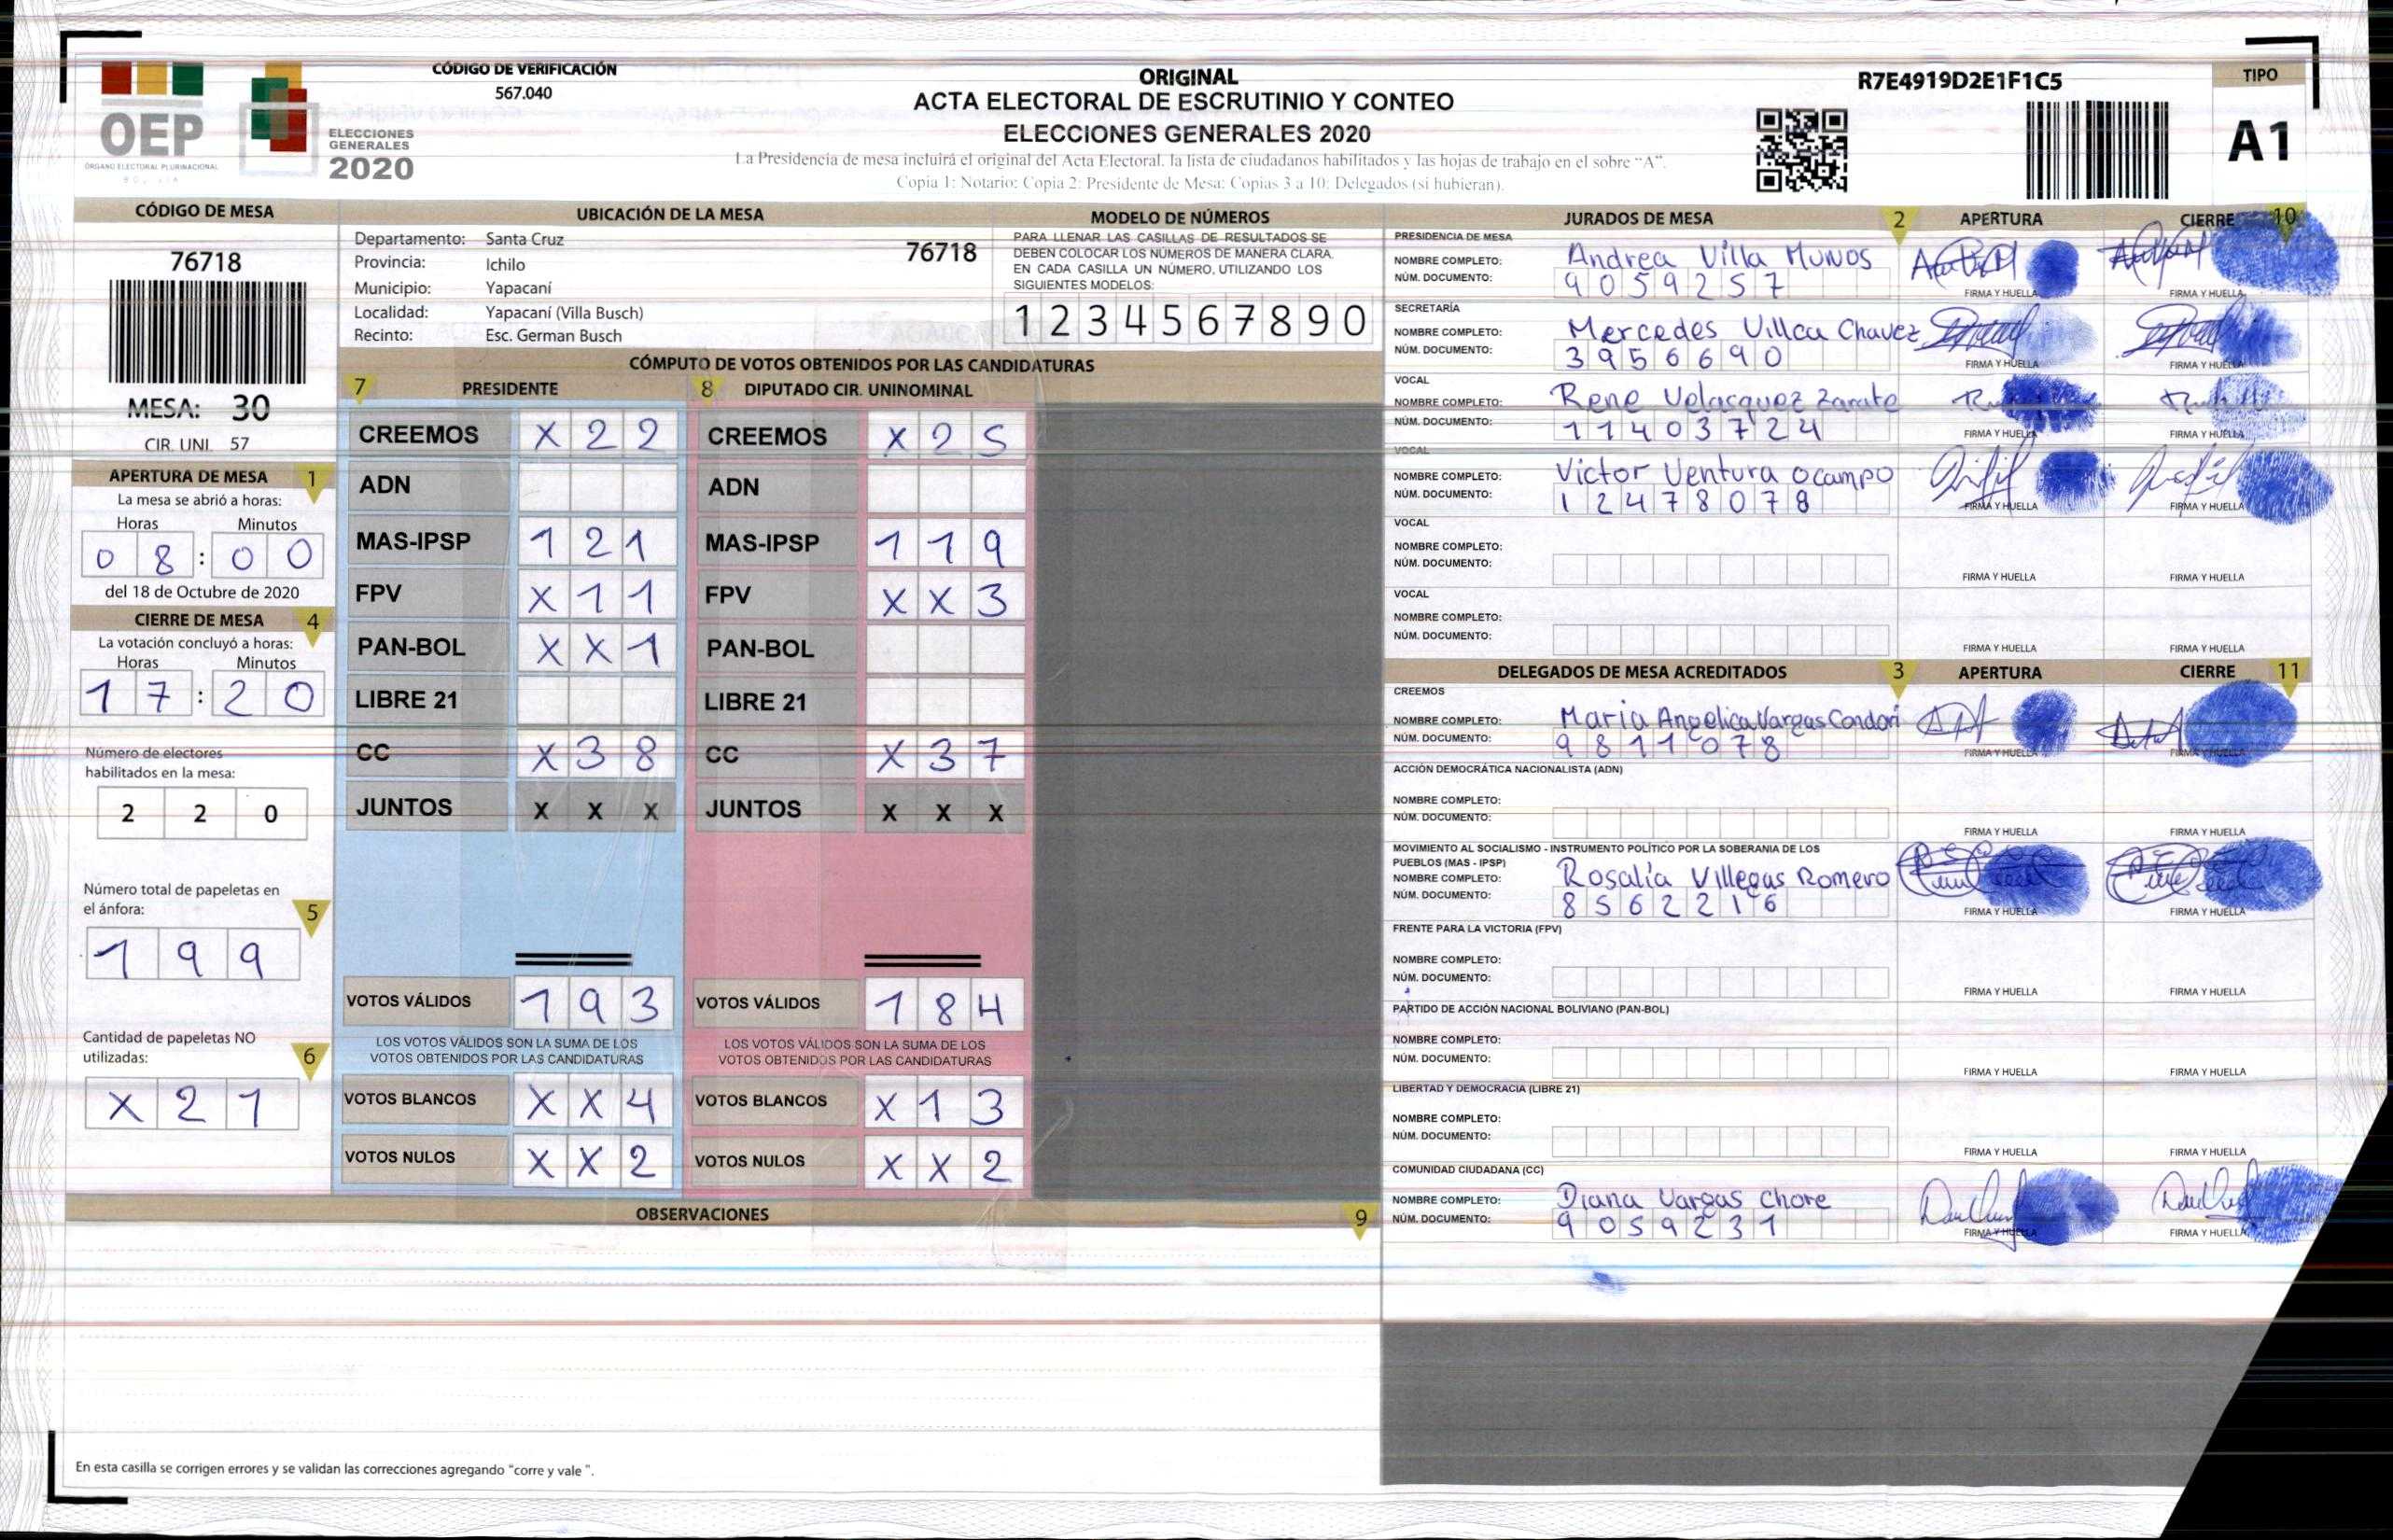 OEP
ÓRGANO ELECTORAL PLURINACIONAL
BOLIVIA
ELECCIONES
GENERALES
2020
CÓDIGO DE VERIFICACIÓN
567.040
ORIGINAL
ACTA ELECTORAL DE ESCRUTINIO Y CONTEO
ELECCIONES GENERALES 2020
La Presidencia de mesa incluirá el original del Acta Electoral, la lista de ciudadanos habilitados y las hojas de trabajo en el sobre “A”.
Copia 1: Notario; Copia 2: Presidente de Mesa; Copias 3 a 10: Delegados (si hubieran).
R7E4919D2E1F1C5
TIPO
A1
CÓDIGO DE MESA
76718
MESA: 30
CIR. UNI. 57
APERTURA DE MESA 1
La mesa se abrió a horas:
Horas Minutos
0 8 : 0 0
del 18 de Octubre de 2020
CIERRE DE MESA 4
La votación concluyó a horas:
Horas Minutos
1 7 : 2 0
Número de electores
habilitados en la mesa:
2 2 0
Número total de papeletas en
el ánfora: 5
1 9 9
Cantidad de papeletas NO
utilizadas: 6
X 2 1
UBICACIÓN DE LA MESA
Departamento: Santa Cruz 76718
Provincia: Ichilo
Municipio: Yapacaní
Localidad: Yapacaní (Villa Busch)
Recinto: Esc. German Busch
MODELO DE NÚMEROS
PARA LLENAR LAS CASILLAS DE RESULTADOS SE
DEBEN COLOCAR LOS NÚMEROS DE MANERA CLARA,
EN CADA CASILLA UN NÚMERO, UTILIZANDO LOS
SIGUIENTES MODELOS:
1 2 3 4 5 6 7 8 9 0
CÓMPUTO DE VOTOS OBTENIDOS POR LAS CANDIDATURAS
7 PRESIDENTE 8 DIPUTADO CIR. UNINOMINAL
CREEMOS X 2 2 CREEMOS X 2 5
ADN ADN
MAS-IPSP 1 2 1 MAS-IPSP 1 1 9
FPV X 1 1 FPV X X 3
PAN-BOL X X 1 PAN-BOL
LIBRE 21 LIBRE 21
CC X 3 8 CC X 3 7
JUNTOS X X X JUNTOS X X X
VOTOS VÁLIDOS 1 9 3 VOTOS VÁLIDOS 1 8 4
LOS VOTOS VÁLIDOS SON LA SUMA DE LOS LOS VOTOS VÁLIDOS SON LA SUMA DE LOS
VOTOS OBTENIDOS POR LAS CANDIDATURAS VOTOS OBTENIDOS POR LAS CANDIDATURAS
VOTOS BLANCOS X X 4 VOTOS BLANCOS X 1 3
VOTOS NULOS X X 2 VOTOS NULOS X X 2
OBSERVACIONES 9
En esta casilla se corrigen errores y se validan las correcciones agregando “corre y vale ”.
JURADOS DE MESA 2 APERTURA CIERRE 10
PRESIDENCIA DE MESA
NOMBRE COMPLETO: Andrea Villa Munos
NÚM. DOCUMENTO: 9059257
FIRMA Y HUELLA FIRMA Y HUELLA
SECRETARÍA
NOMBRE COMPLETO: Mercedes Villca Chavez
NÚM. DOCUMENTO: 3956690
FIRMA Y HUELLA FIRMA Y HUELLA
VOCAL
NOMBRE COMPLETO: Rene Velasquez Zarate
NÚM. DOCUMENTO: 11403724
FIRMA Y HUELLA FIRMA Y HUELLA
VOCAL
NOMBRE COMPLETO: Victor Ventura Ocampo
NÚM. DOCUMENTO: 12478078
FIRMA Y HUELLA FIRMA Y HUELLA
VOCAL
NOMBRE COMPLETO:
NÚM. DOCUMENTO:
FIRMA Y HUELLA FIRMA Y HUELLA
VOCAL
NOMBRE COMPLETO:
NÚM. DOCUMENTO:
FIRMA Y HUELLA FIRMA Y HUELLA
DELEGADOS DE MESA ACREDITADOS 3 APERTURA CIERRE 11
CREEMOS
NOMBRE COMPLETO: Maria Angelica Vargas Condori
NÚM. DOCUMENTO: 9811078
FIRMA Y HUELLA FIRMA Y HUELLA
ACCIÓN DEMOCRÁTICA NACIONALISTA (ADN)
NOMBRE COMPLETO:
NÚM. DOCUMENTO:
FIRMA Y HUELLA FIRMA Y HUELLA
MOVIMIENTO AL SOCIALISMO - INSTRUMENTO POLÍTICO POR LA SOBERANIA DE LOS
PUEBLOS (MAS - IPSP)
NOMBRE COMPLETO: Rosalía Villegas Romero
NÚM. DOCUMENTO: 8562216
FIRMA Y HUELLA FIRMA Y HUELLA
FRENTE PARA LA VICTORIA (FPV)
NOMBRE COMPLETO:
NÚM. DOCUMENTO:
FIRMA Y HUELLA FIRMA Y HUELLA
PARTIDO DE ACCIÓN NACIONAL BOLIVIANO (PAN-BOL)
NOMBRE COMPLETO:
NÚM. DOCUMENTO:
FIRMA Y HUELLA FIRMA Y HUELLA
LIBERTAD Y DEMOCRACIA (LIBRE 21)
NOMBRE COMPLETO:
NÚM. DOCUMENTO:
FIRMA Y HUELLA FIRMA Y HUELLA
COMUNIDAD CIUDADANA (CC)
NOMBRE COMPLETO: Diana Vargas Chore
NÚM. DOCUMENTO: 9059231
FIRMA Y HUELLA FIRMA Y HUELLA